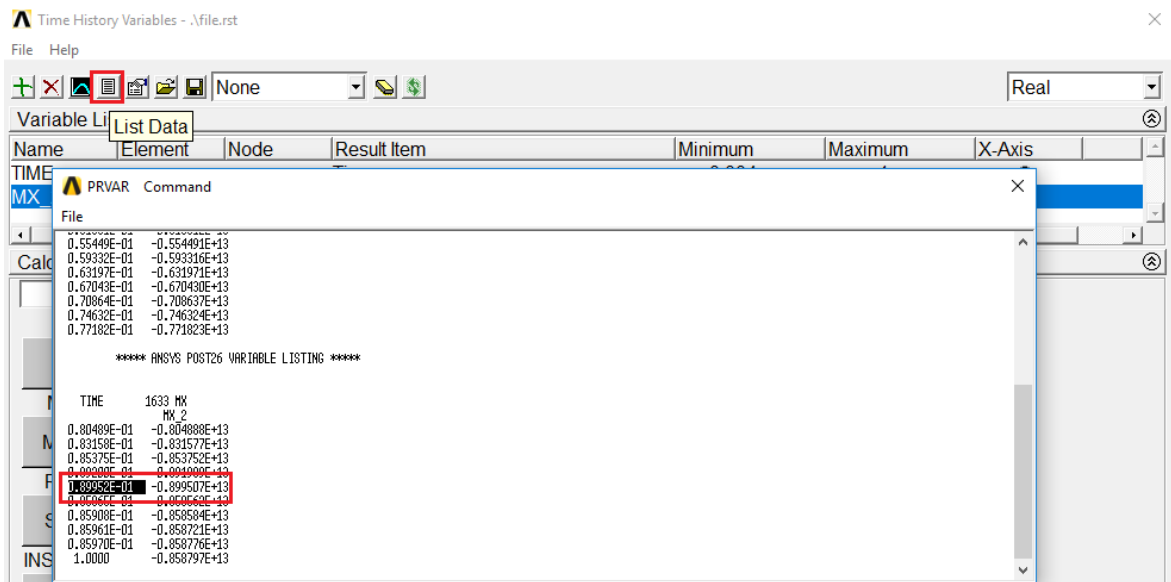 Time History Variables - .\file.rst
File Help
None
Real
Variable Li
List Data
Name Element Node Result Item Minimum Maximum X-Axis
TIME
MX_
PRVAR Command
File
0.55449E-01 -0.554491E+13
0.59332E-01 -0.593316E+13
0.63197E-01 -0.631971E+13
0.67043E-01 -0.670430E+13
0.70864E-01 -0.708637E+13
0.74632E-01 -0.746324E+13
0.77182E-01 -0.771823E+13
Calc
***** ANSYS POST26 VARIABLE LISTING *****
TIME 1633 MX
MX_2
0.80489E-01 -0.804888E+13
0.83158E-01 -0.831577E+13
0.85375E-01 -0.853752E+13
0.89952E-01 -0.899507E+13
0.85908E-01 -0.858584E+13
0.85961E-01 -0.858721E+13
0.85970E-01 -0.858776E+13
1.0000 -0.858797E+13
INS